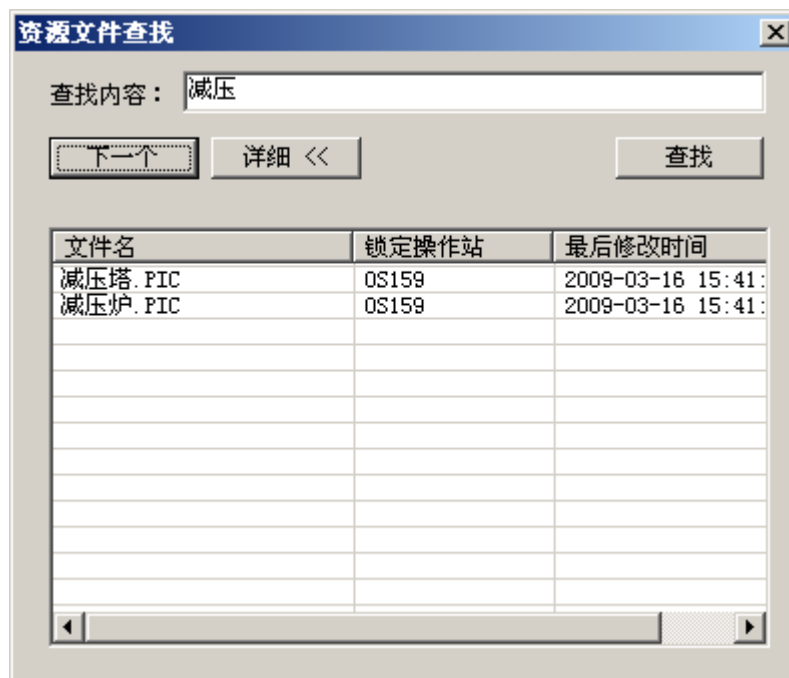 资源文件查找
查找内容：减压
下一个 详细 << 查找
文件名 锁定操作站 最后修改时间
减压塔.PIC OS159 2009-03-16 15:41:
减压炉.PIC OS159 2009-03-16 15:41: